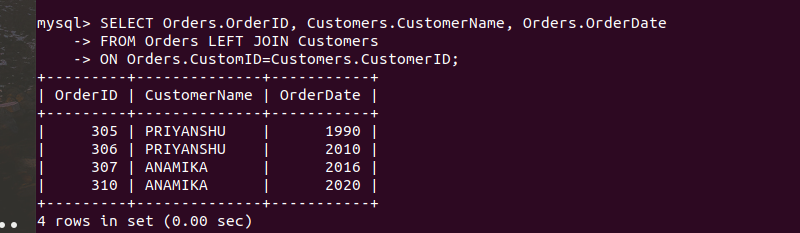 mysql> SELECT Orders.OrderID, Customers.CustomerName, Orders.OrderDate
    -> FROM Orders LEFT JOIN Customers
    -> ON Orders.CustomID=Customers.CustomerID;
+---------+--------------+-----------+
| OrderID | CustomerName | OrderDate |
+---------+--------------+-----------+
|     305 | PRIYANSHU    |      1990 |
|     306 | PRIYANSHU    |      2010 |
|     307 | ANAMIKA      |      2016 |
|     310 | ANAMIKA      |      2020 |
+---------+--------------+-----------+
4 rows in set (0.00 sec)